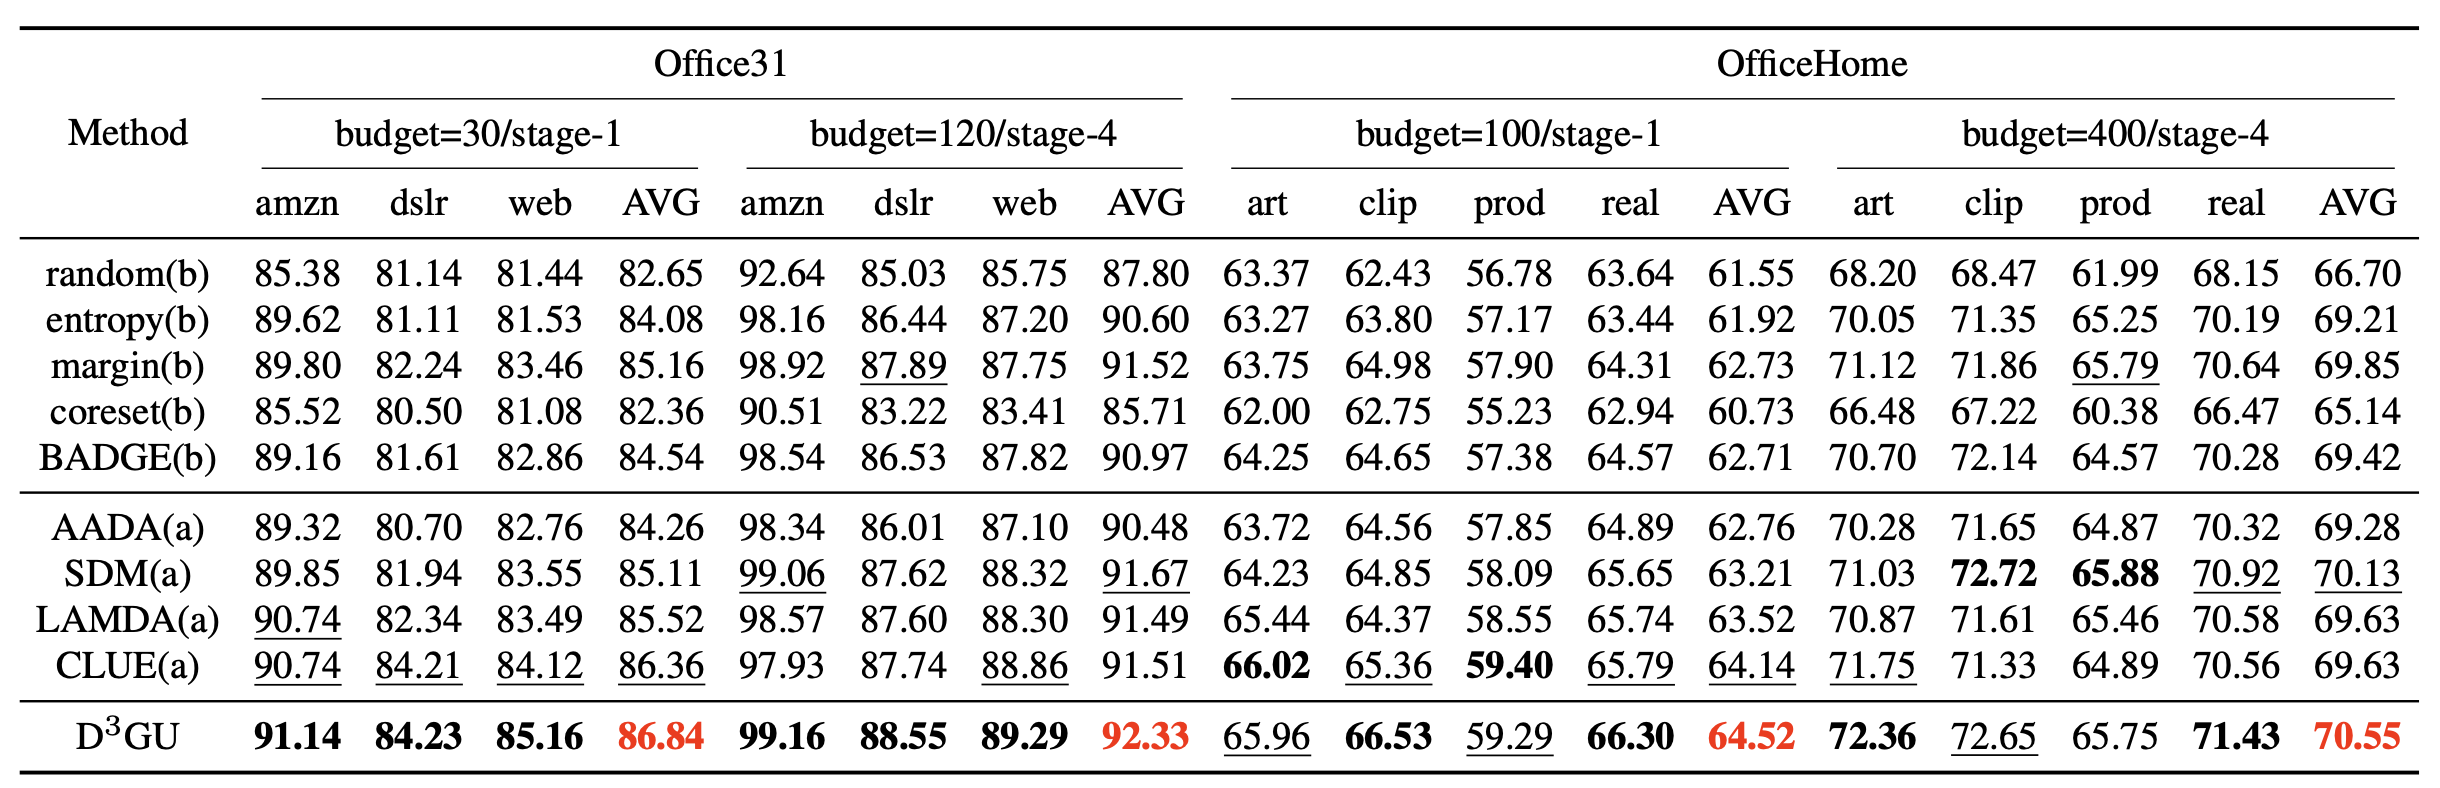 Office31 OfficeHome
Method budget=30/stage-1 budget=120/stage-4 budget=100/stage-1 budget=400/stage-4
amzn dslr web AVG amzn dslr web AVG art clip prod real AVG art clip prod real AVG
random(b) 85.38 81.14 81.44 82.65 92.64 85.03 85.75 87.80 63.37 62.43 56.78 63.64 61.55 68.20 68.47 61.99 68.15 66.70
entropy(b) 89.62 81.11 81.53 84.08 98.16 86.44 87.20 90.60 63.27 63.80 57.17 63.44 61.92 70.05 71.35 65.25 70.19 69.21
margin(b) 89.80 82.24 83.46 85.16 98.92 87.89 87.75 91.52 63.75 64.98 57.90 64.31 62.73 71.12 71.86 65.79 70.64 69.85
coreset(b) 85.52 80.50 81.08 82.36 90.51 83.22 83.41 85.71 62.00 62.75 55.23 62.94 60.73 66.48 67.22 60.38 66.47 65.14
BADGE(b) 89.16 81.61 82.86 84.54 98.54 86.53 87.82 90.97 64.25 64.65 57.38 64.57 62.71 70.70 72.14 64.57 70.28 69.42
AADA(a) 89.32 80.70 82.76 84.26 98.34 86.01 87.10 90.48 63.72 64.56 57.85 64.89 62.76 70.28 71.65 64.87 70.32 69.28
SDM(a) 89.85 81.94 83.55 85.11 99.06 87.62 88.32 91.67 64.23 64.85 58.09 65.65 63.21 71.03 72.72 65.88 70.92 70.13
LAMDA(a) 90.74 82.34 83.49 85.52 98.57 87.60 88.30 91.49 65.44 64.37 58.55 65.74 63.52 70.87 71.61 65.46 70.58 69.63
CLUE(a) 90.74 84.21 84.12 86.36 97.93 87.74 88.86 91.51 66.02 65.36 59.40 65.79 64.14 71.75 71.33 64.89 70.56 69.63
D³GU 91.14 84.23 85.16 86.84 99.16 88.55 89.29 92.33 65.96 66.53 59.29 66.30 64.52 72.36 72.65 65.75 71.43 70.55